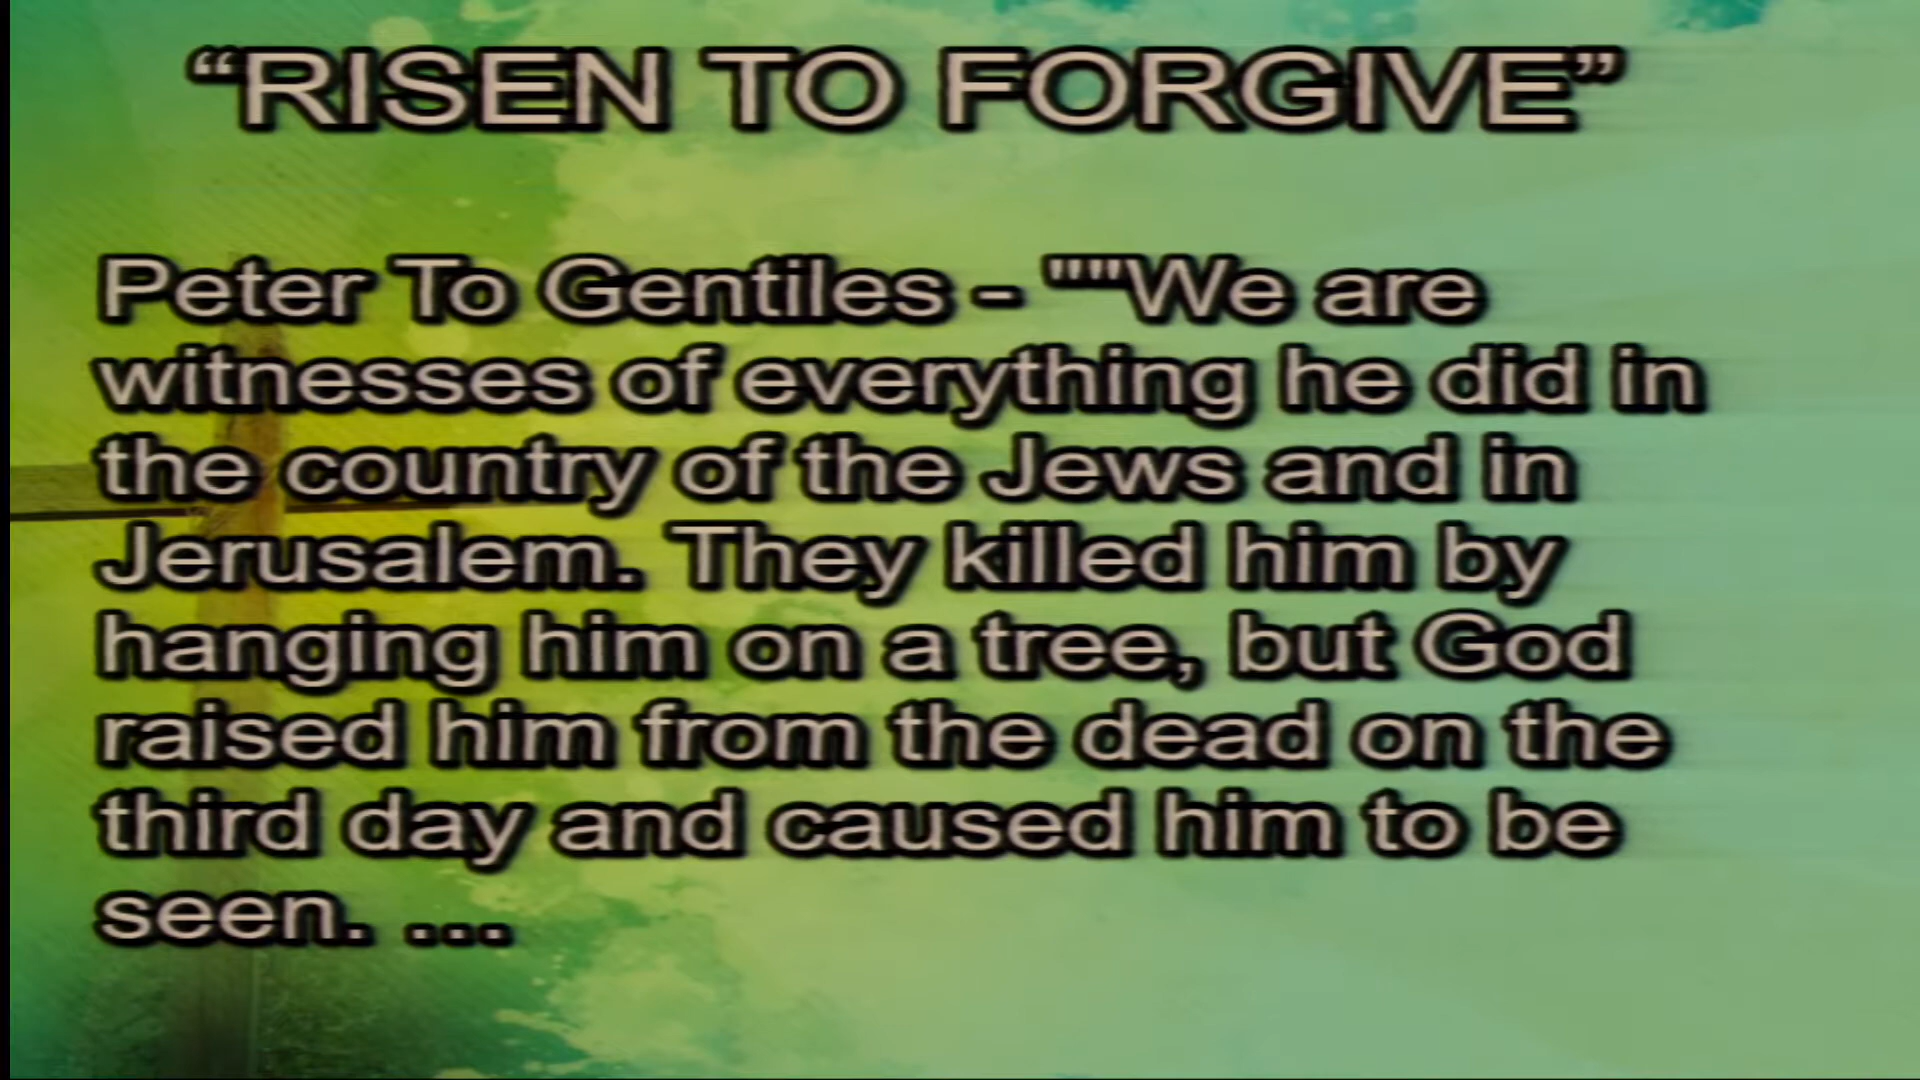 “RISEN TO FORGIVE”
Peter To Gentiles - ""We are
witnesses of everything he did in
the country of the Jews and in
Jerusalem. They killed him by
hanging him on a tree, but God
raised him from the dead on the
third day and caused him to be
seen. ...